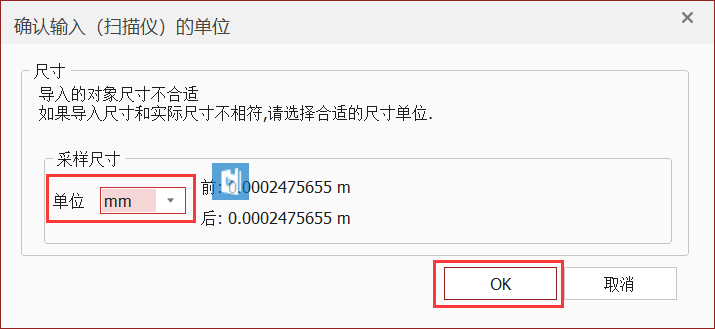 确认输入（扫描仪）的单位
尺寸
导入的对象尺寸不合适
如果导入尺寸和实际尺寸不相符,请选择合适的尺寸单位.
采样尺寸
单位 mm
前: 0.0002475655 m
后: 0.0002475655 m
OK 取消